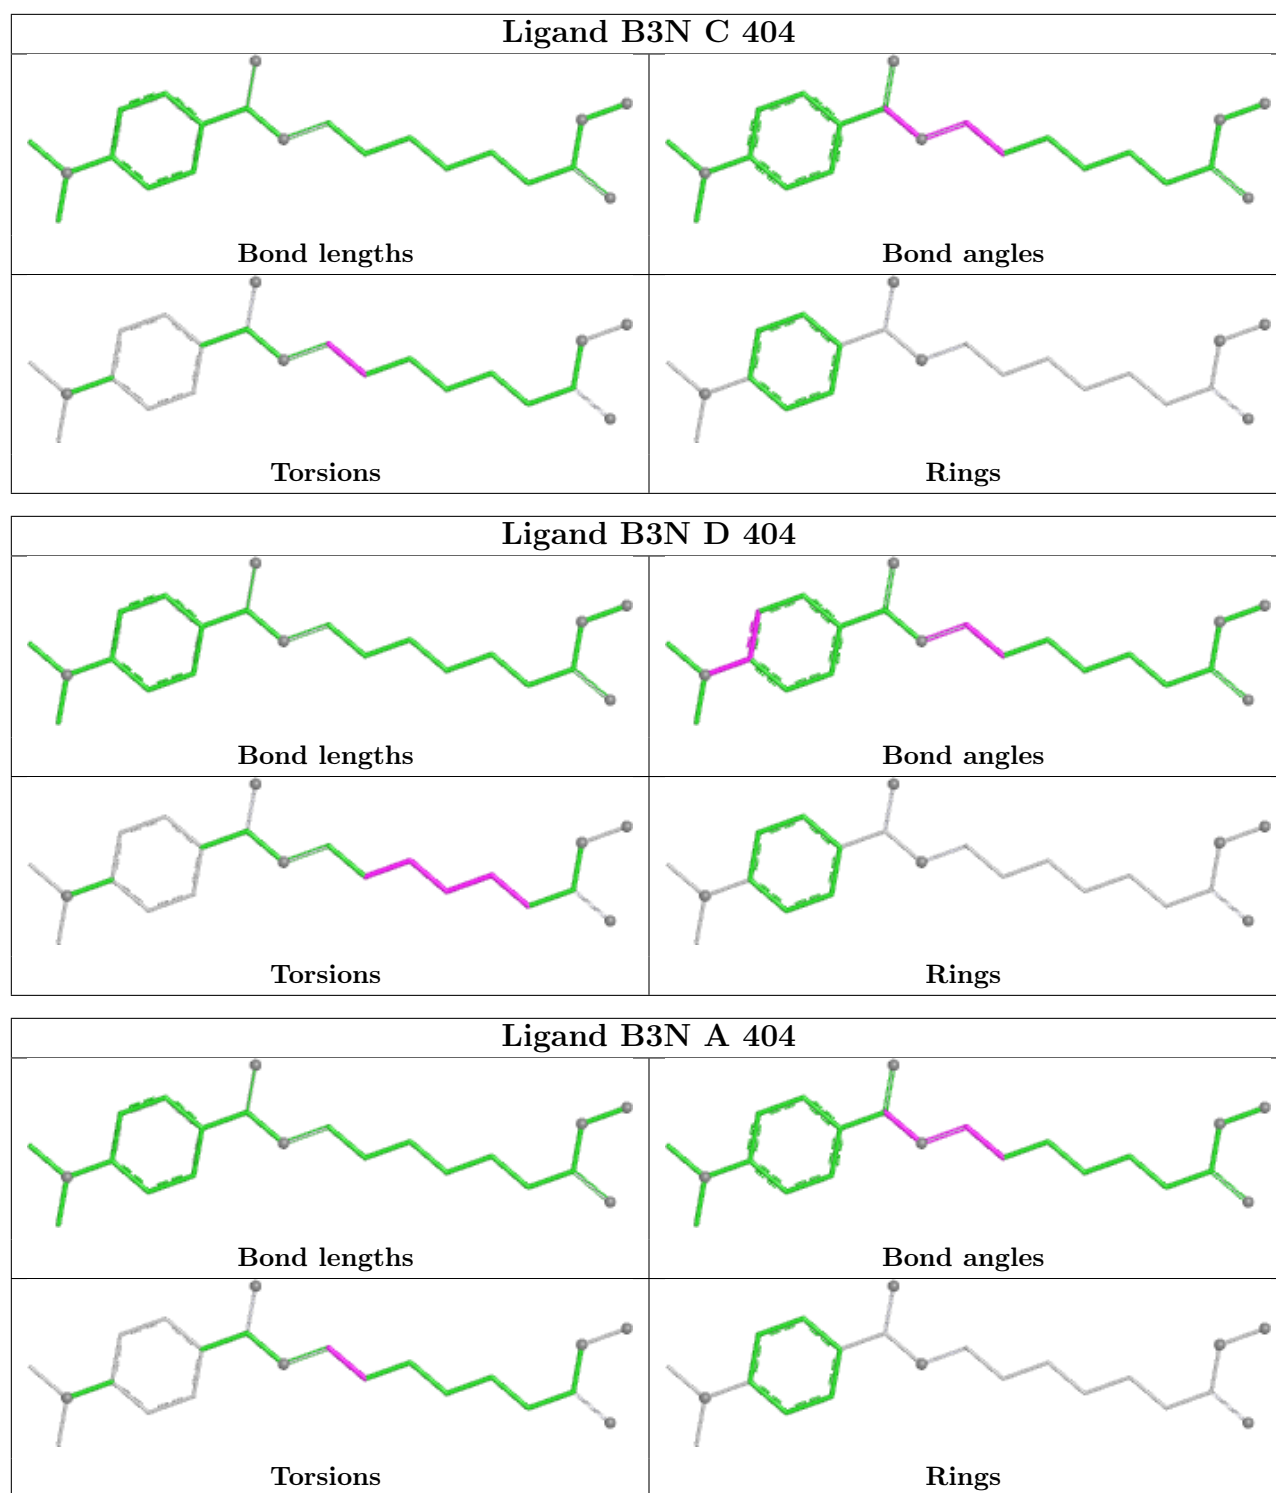 Ligand B3N C 404
Bond lengths
Bond angles
Torsions
Rings
Ligand B3N D 404
Bond lengths
Bond angles
Torsions
Rings
Ligand B3N A 404
Bond lengths
Bond angles
Torsions
Rings